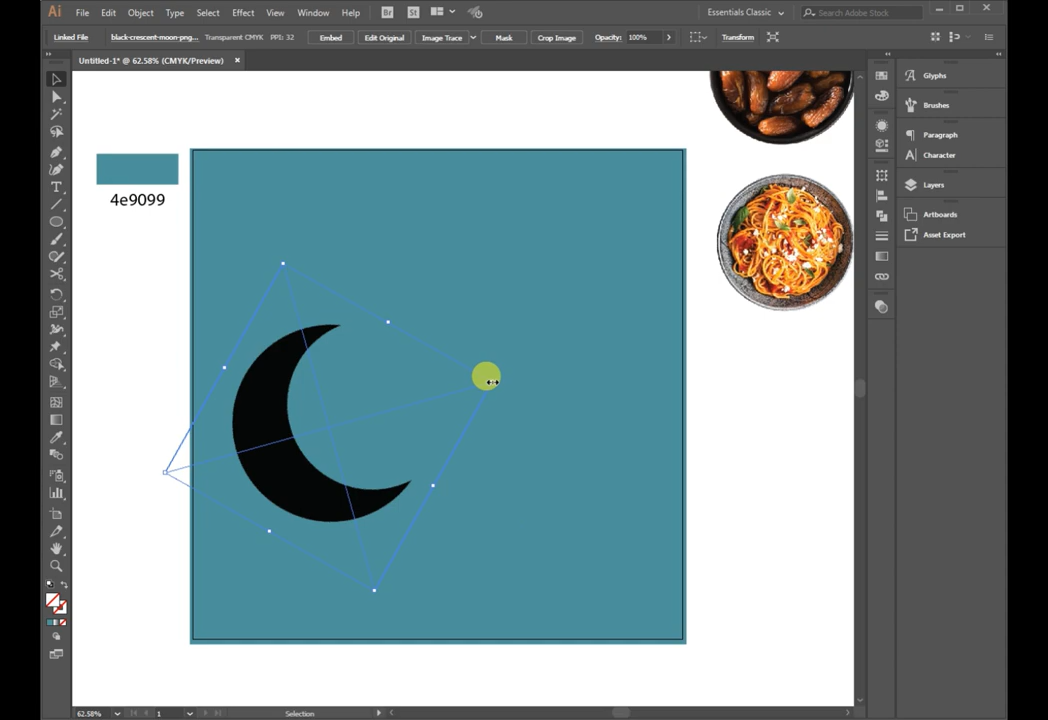 Ai File Edit Object Type Select Effect View Window Help Br St Essentials Classic Search Adobe Stock
Linked File black-crescent-moon-png... Transparent CMYK PPI: 32 Embed Edit Original Image Trace Mask Crop Image Opacity: 100% Transform
Untitled-1* @ 62.58% (CMYK/Preview) ×
Glyphs
Brushes
Paragraph
Character
Layers
Artboards
Asset Export
4e9099
62.58% 1 Selection